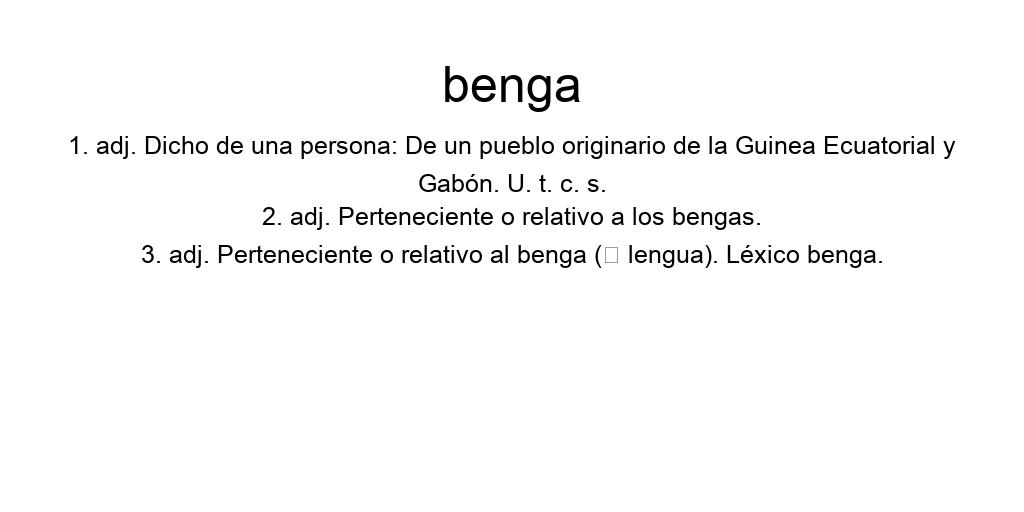 benga
1. adj. Dicho de una persona: De un pueblo originario de la Guinea Ecuatorial y
Gabón. U. t. c. s.
2. adj. Perteneciente o relativo a los bengas.
3. adj. Perteneciente o relativo al benga (□ lengua). Léxico benga.